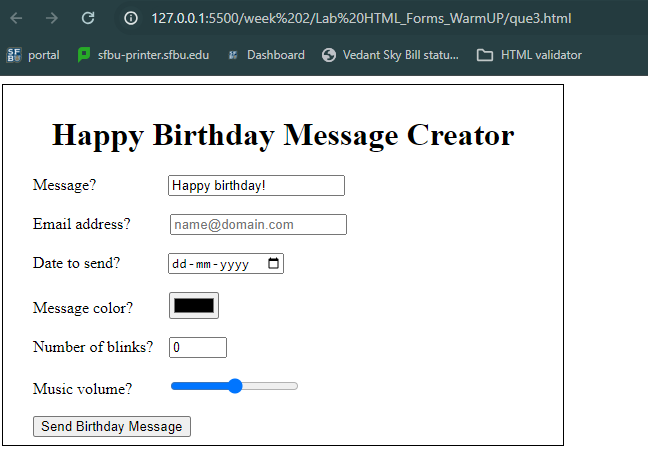 127.0.0.1:5500/week%202/Lab%20HTML_Forms_WarmUP/que3.html
SF BU portal sfbu-printer.sfbu.edu Dashboard Vedant Sky Bill statu... HTML validator
Happy Birthday Message Creator
Message? Happy birthday!
Email address? name@domain.com
Date to send? dd-mm-yyyy
Message color?
Number of blinks? 0
Music volume?
Send Birthday Message